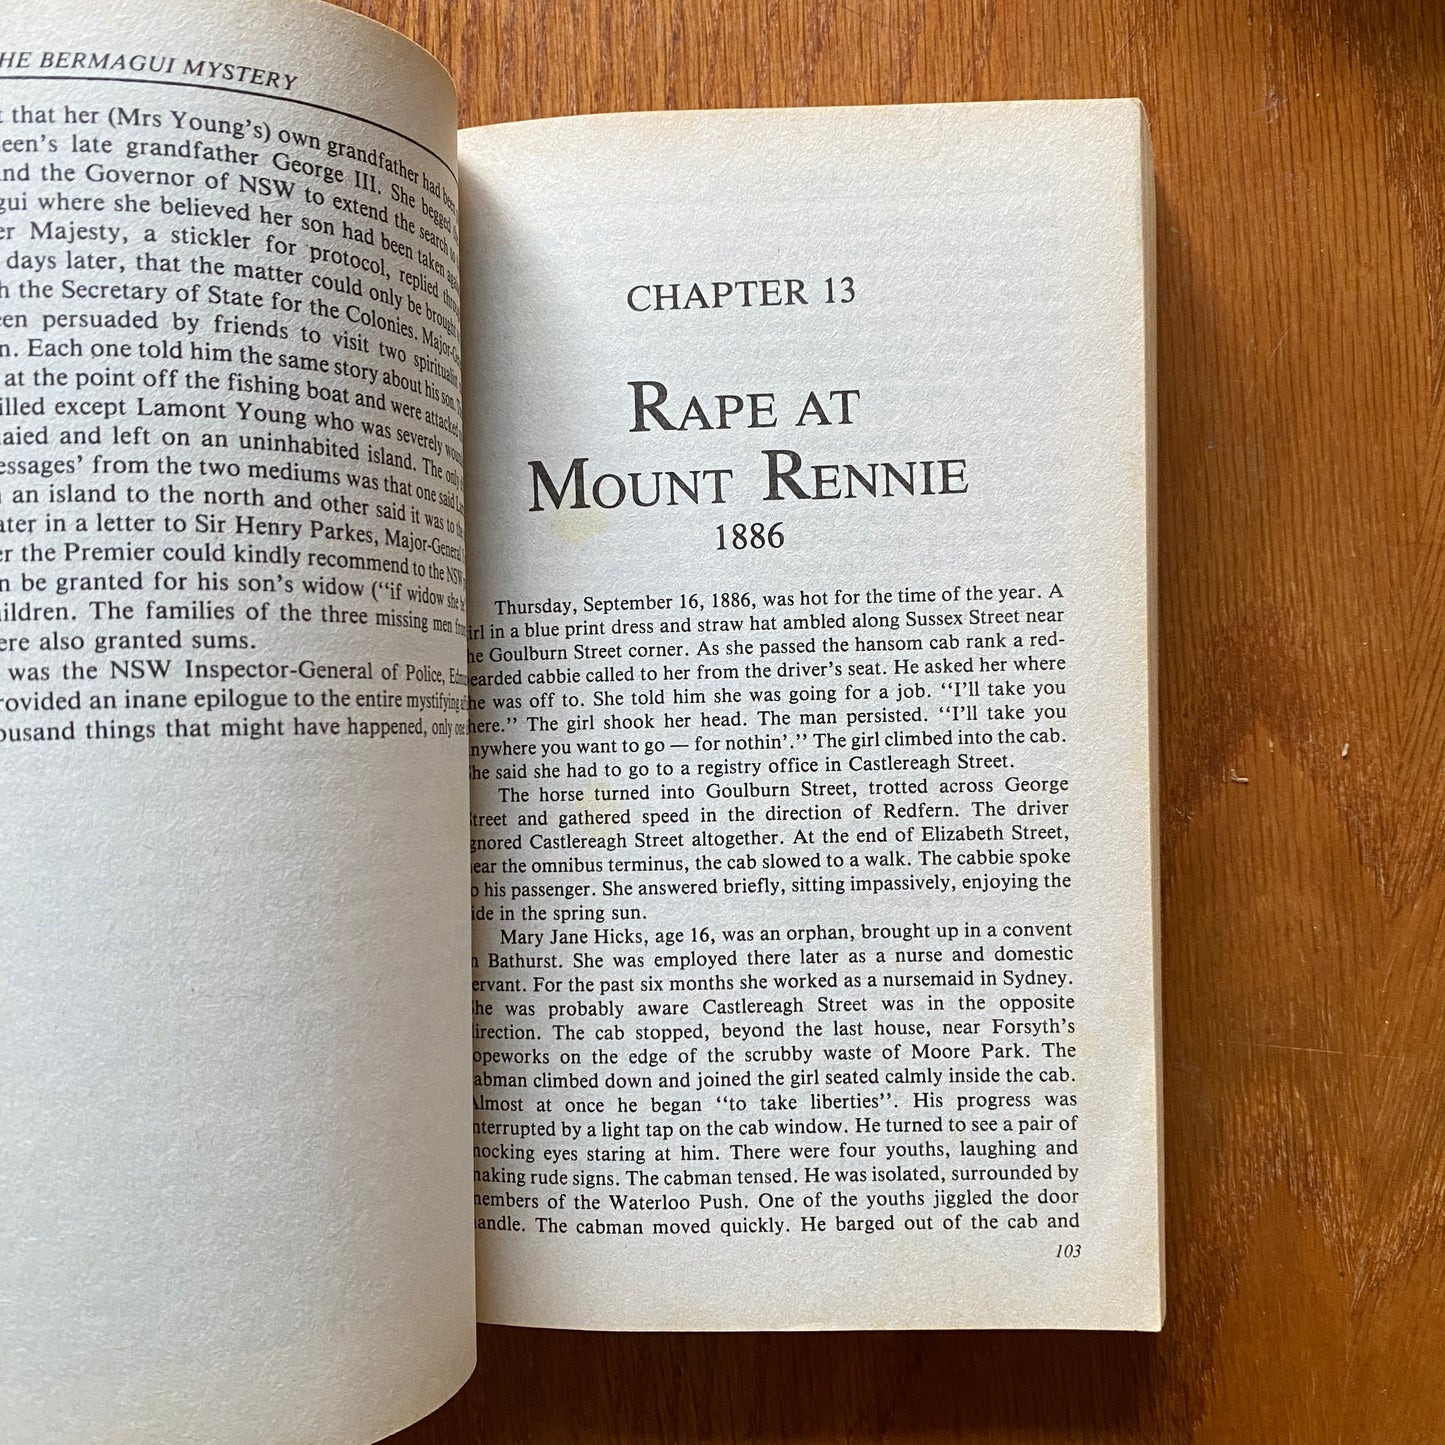 HE BERMAGUI MYSTERY
t that her (Mrs Young's) own grandfather had been
een's late grandfather George III. She begged
nd the Governor of NSW to extend the search to
gui where she believed her son had been taken
er Majesty, a stickler for protocol, replied
days later, that the matter could only be brought
h the Secretary of State for the Colonies. Major-Ge
een persuaded by friends to visit two spiritualist
n. Each one told him the same story about his son.
at the point off the fishing boat and were attacked
illed except Lamont Young who was severely
aied and left on an uninhabited island. The only
essages' from the two mediums was that one said
an island to the north and other said it was to the
ater in a letter to Sir Henry Parkes, Major-General
er the Premier could kindly recommend to the NSW
n be granted for his son's widow ("if widow she
ildren. The families of the three missing men
ere also granted sums.
was the NSW Inspector-General of Police,
rovided an inane epilogue to the entire mystifying
ousand things that might have happened, only one
CHAPTER 13
RAPE AT
MOUNT RENNIE
1886
Thursday, September 16, 1886, was hot for the time of the year. A
irl in a blue print dress and straw hat ambled along Sussex Street near
he Goulburn Street corner. As she passed the hansom cab rank a red-
earded cabbie called to her from the driver's seat. He asked her where
he was off to. She told him she was going for a job. "I'll take you
here." The girl shook her head. The man persisted. "I'll take you
nywhere you want to go — for nothin'." The girl climbed into the cab.
he said she had to go to a registry office in Castlereagh Street.
The horse turned into Goulburn Street, trotted across George
treet and gathered speed in the direction of Redfern. The driver
gnored Castlereagh Street altogether. At the end of Elizabeth Street,
ear the omnibus terminus, the cab slowed to a walk. The cabbie spoke
o his passenger. She answered briefly, sitting impassively, enjoying the
ide in the spring sun.
Mary Jane Hicks, age 16, was an orphan, brought up in a convent
n Bathurst. She was employed there later as a nurse and domestic
ervant. For the past six months she worked as a nursemaid in Sydney.
he was probably aware Castlereagh Street was in the opposite
irection. The cab stopped, beyond the last house, near Forsyth's
opeworks on the edge of the scrubby waste of Moore Park. The
abman climbed down and joined the girl seated calmly inside the cab.
Almost at once he began "to take liberties". His progress was
nterrupted by a light tap on the cab window. He turned to see a pair of
nocking eyes staring at him. There were four youths, laughing and
naking rude signs. The cabman tensed. He was isolated, surrounded by
nembers of the Waterloo Push. One of the youths jiggled the door
andle. The cabman moved quickly. He barged out of the cab and
103